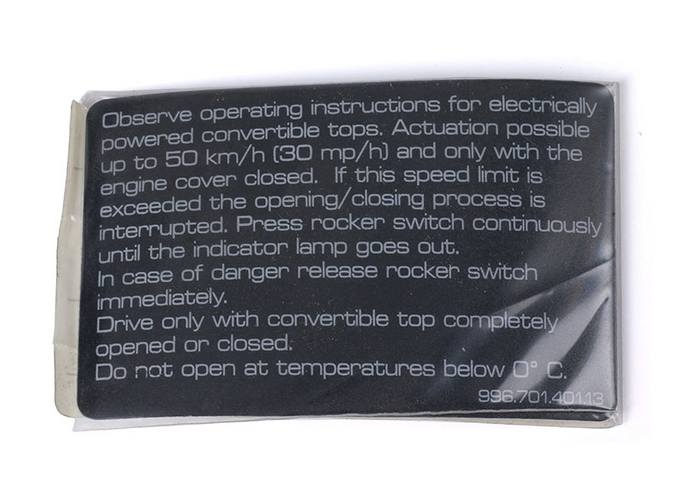 Observe operating instructions for electrically
powered convertible tops. Actuation possible
up to 50 km/h (30 mp/h) and only with the
engine cover closed. If this speed limit is
exceeded the opening/closing process is
interrupted. Press rocker switch continuously
until the indicator lamp goes out.
In case of danger release rocker switch
immediately.
Drive only with convertible top completely
opened or closed.
Do not open at temperatures below 0° C.
996.701.401.13